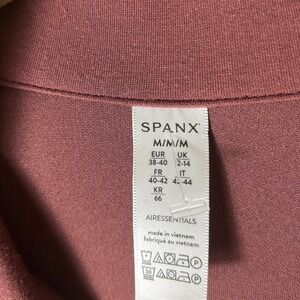 SPANX
M/M/M
EUR UK
38-40 2-14
FR IT
40-42 42-44
KR
66
AIRESSENTIALS
made in vietnam
fabriqué au vietnam